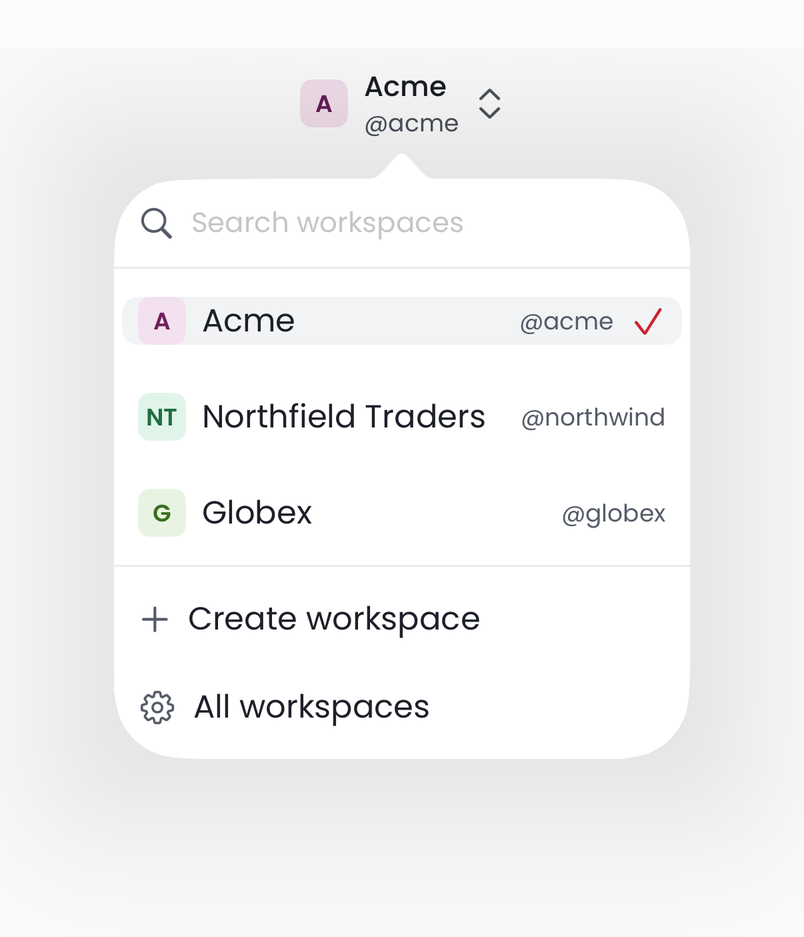 A Acme
@acme
Search workspaces
A Acme @acme
NT Northfield Traders @northwind
G Globex @globex
Create workspace
All workspaces